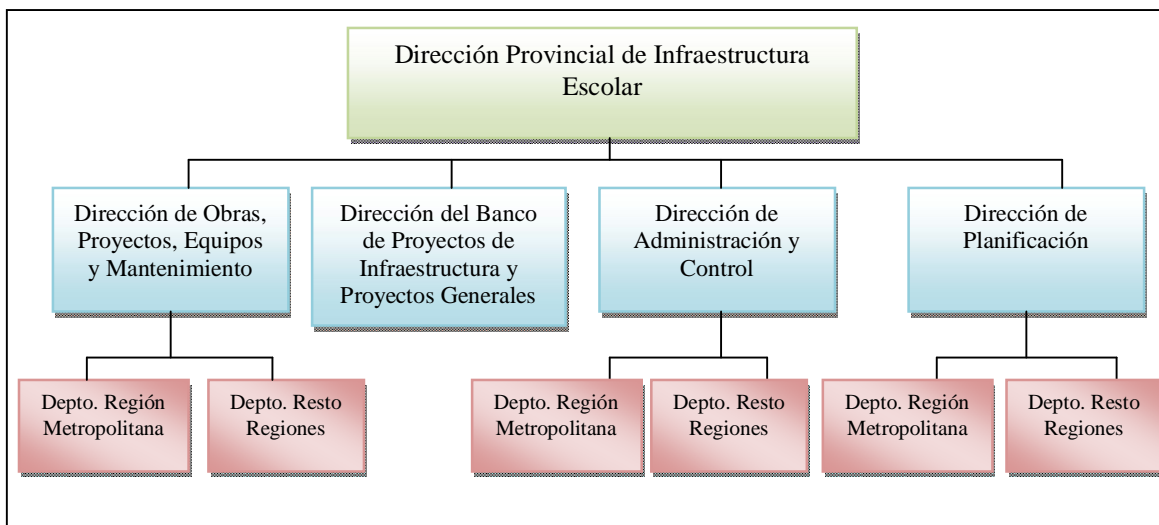 Dirección Provincial de Infraestructura
Escolar
Dirección de Obras,
Proyectos, Equipos
y Mantenimiento
Dirección del Banco
de Proyectos de
Infraestructura y
Proyectos Generales
Dirección de
Administración y
Control
Dirección de
Planificación
Depto. Región
Metropolitana
Depto. Resto
Regiones
Depto. Región
Metropolitana
Depto. Resto
Regiones
Depto. Región
Metropolitana
Depto. Resto
Regiones